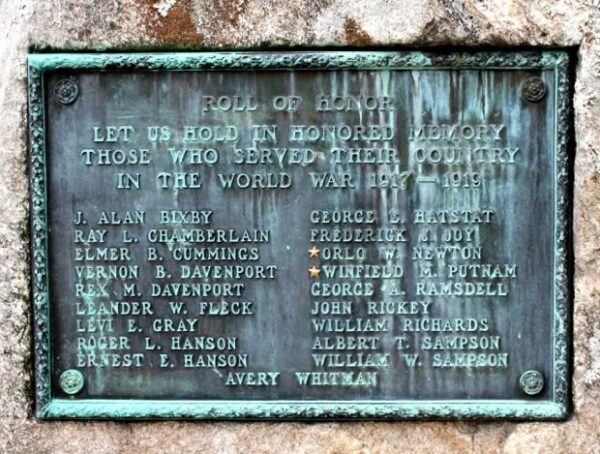 ROLL OF HONOR
LET US HOLD IN HONORED MEMORY
THOSE WHO SERVED THEIR COUNTRY
IN THE WORLD WAR 1917—1919
J. ALAN BIXBY
RAY L. CHAMBERLAIN
ELMER B. CUMMINGS
VERNON B. DAVENPORT
REX M. DAVENPORT
LEANDER W. FLECK
LEVI E. GRAY
ROGER L. HANSON
ERNEST E. HANSON
GEORGE E. HATSTAT
FREDERICK J. JOY
★ORLO W. NEWTON
★WINFIELD M. PUTNAM
GEORGE A. RAMSDELL
JOHN RICKEY
WILLIAM RICHARDS
ALBERT T. SAMPSON
WILLIAM W. SAMPSON
AVERY WHITMAN